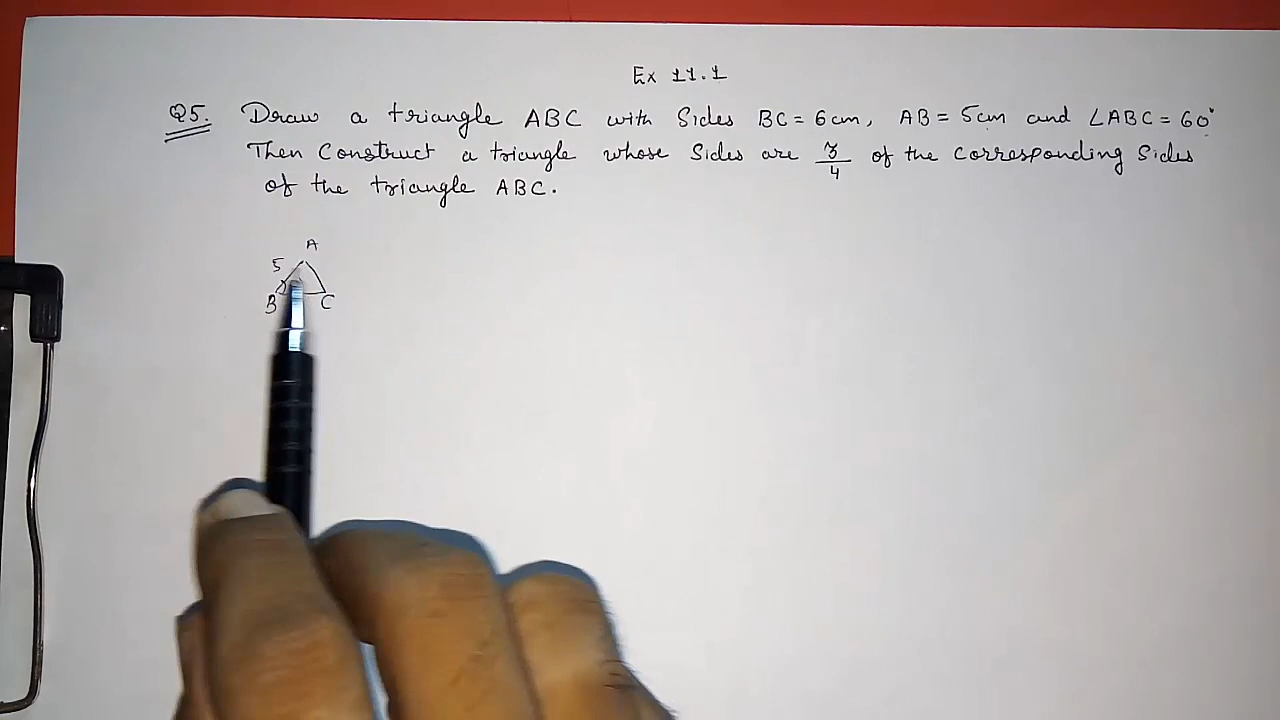 Ex 11.1
Q5. Draw a triangle ABC with Sides BC = 6cm, AB = 5cm and ∠ABC = 60°
Then Construct a triangle whose Sides are 3/4 of the corresponding Sides
of the triangle ABC.
A
5
B C